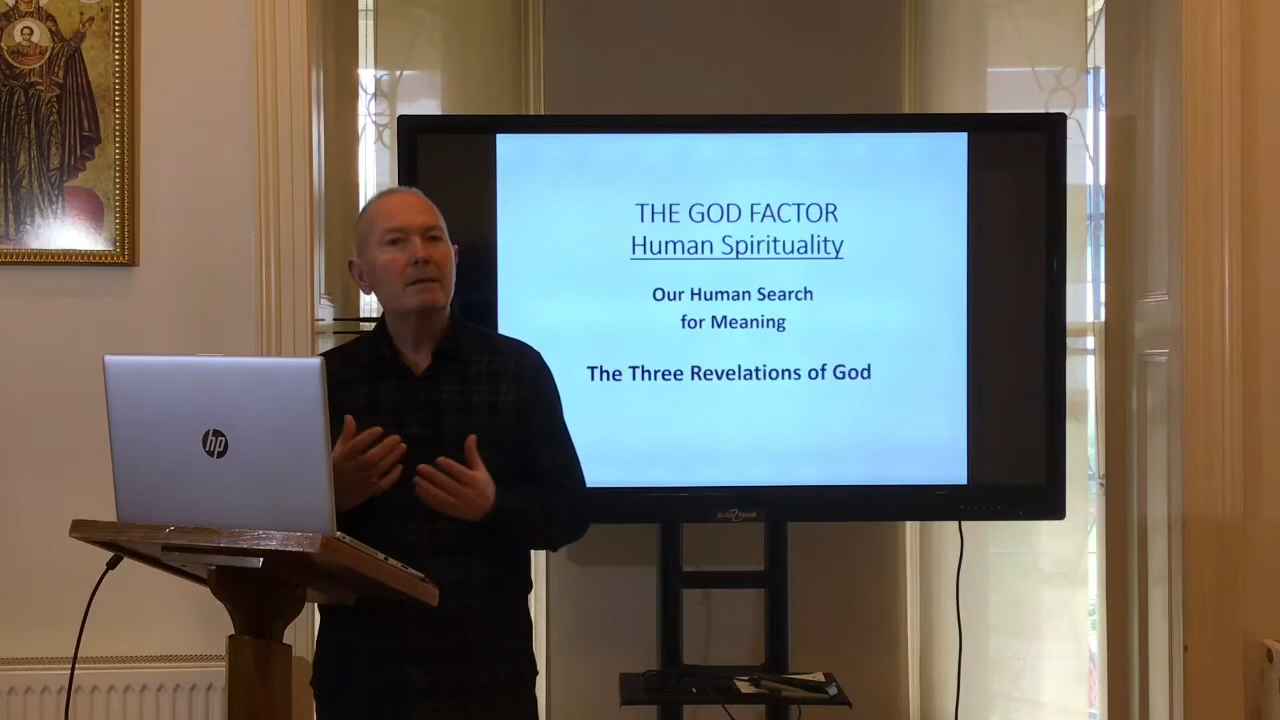 THE GOD FACTOR
Human Spirituality
Our Human Search
for Meaning
The Three Revelations of God
hp